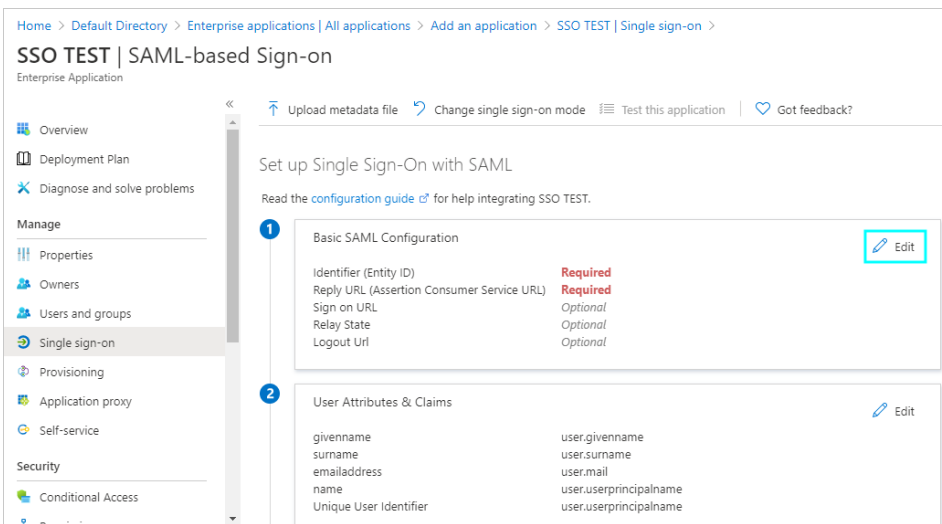 Home > Default Directory > Enterprise applications | All applications > Add an application > SSO TEST | Single sign-on >
SSO TEST | SAML-based Sign-on
Enterprise Application
«
Overview
Deployment Plan
Diagnose and solve problems
Manage
Properties
Owners
Users and groups
Single sign-on
Provisioning
Application proxy
Self-service
Security
Conditional Access
Upload metadata file Change single sign-on mode Test this application Got feedback?
Set up Single Sign-On with SAML
Read the configuration guide for help integrating SSO TEST.
1
Basic SAML Configuration
Edit
Identifier (Entity ID) Required
Reply URL (Assertion Consumer Service URL) Required
Sign on URL Optional
Relay State Optional
Logout Url Optional
2
User Attributes & Claims
Edit
givenname user.givenname
surname user.surname
emailaddress user.mail
name user.userprincipalname
Unique User Identifier user.userprincipalname